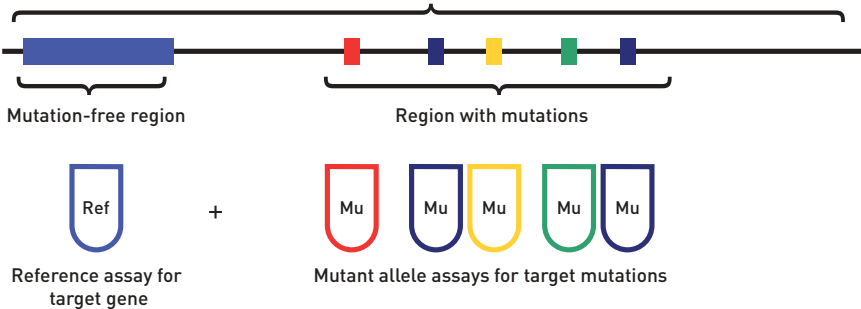 Mutation-free region
Region with mutations
Ref
+
Mu
Mu
Mu
Mu
Mu
Reference assay for
target gene
Mutant allele assays for target mutations